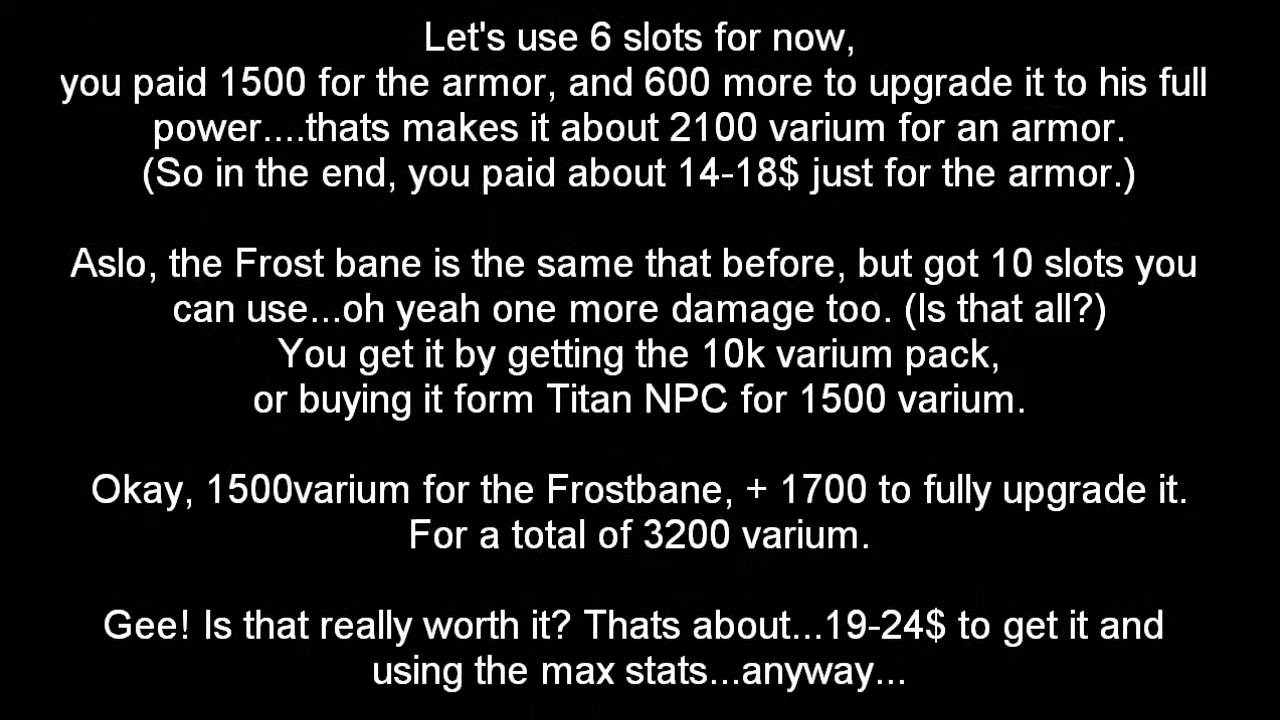 Let's use 6 slots for now,
you paid 1500 for the armor, and 600 more to upgrade it to his full
power....thats makes it about 2100 varium for an armor.
(So in the end, you paid about 14-18$ just for the armor.)
Aslo, the Frost bane is the same that before, but got 10 slots you
can use...oh yeah one more damage too. (Is that all?)
You get it by getting the 10k varium pack,
or buying it form Titan NPC for 1500 varium.
Okay, 1500varium for the Frostbane, + 1700 to fully upgrade it.
For a total of 3200 varium.
Gee! Is that really worth it? Thats about...19-24$ to get it and
using the max stats...anyway...